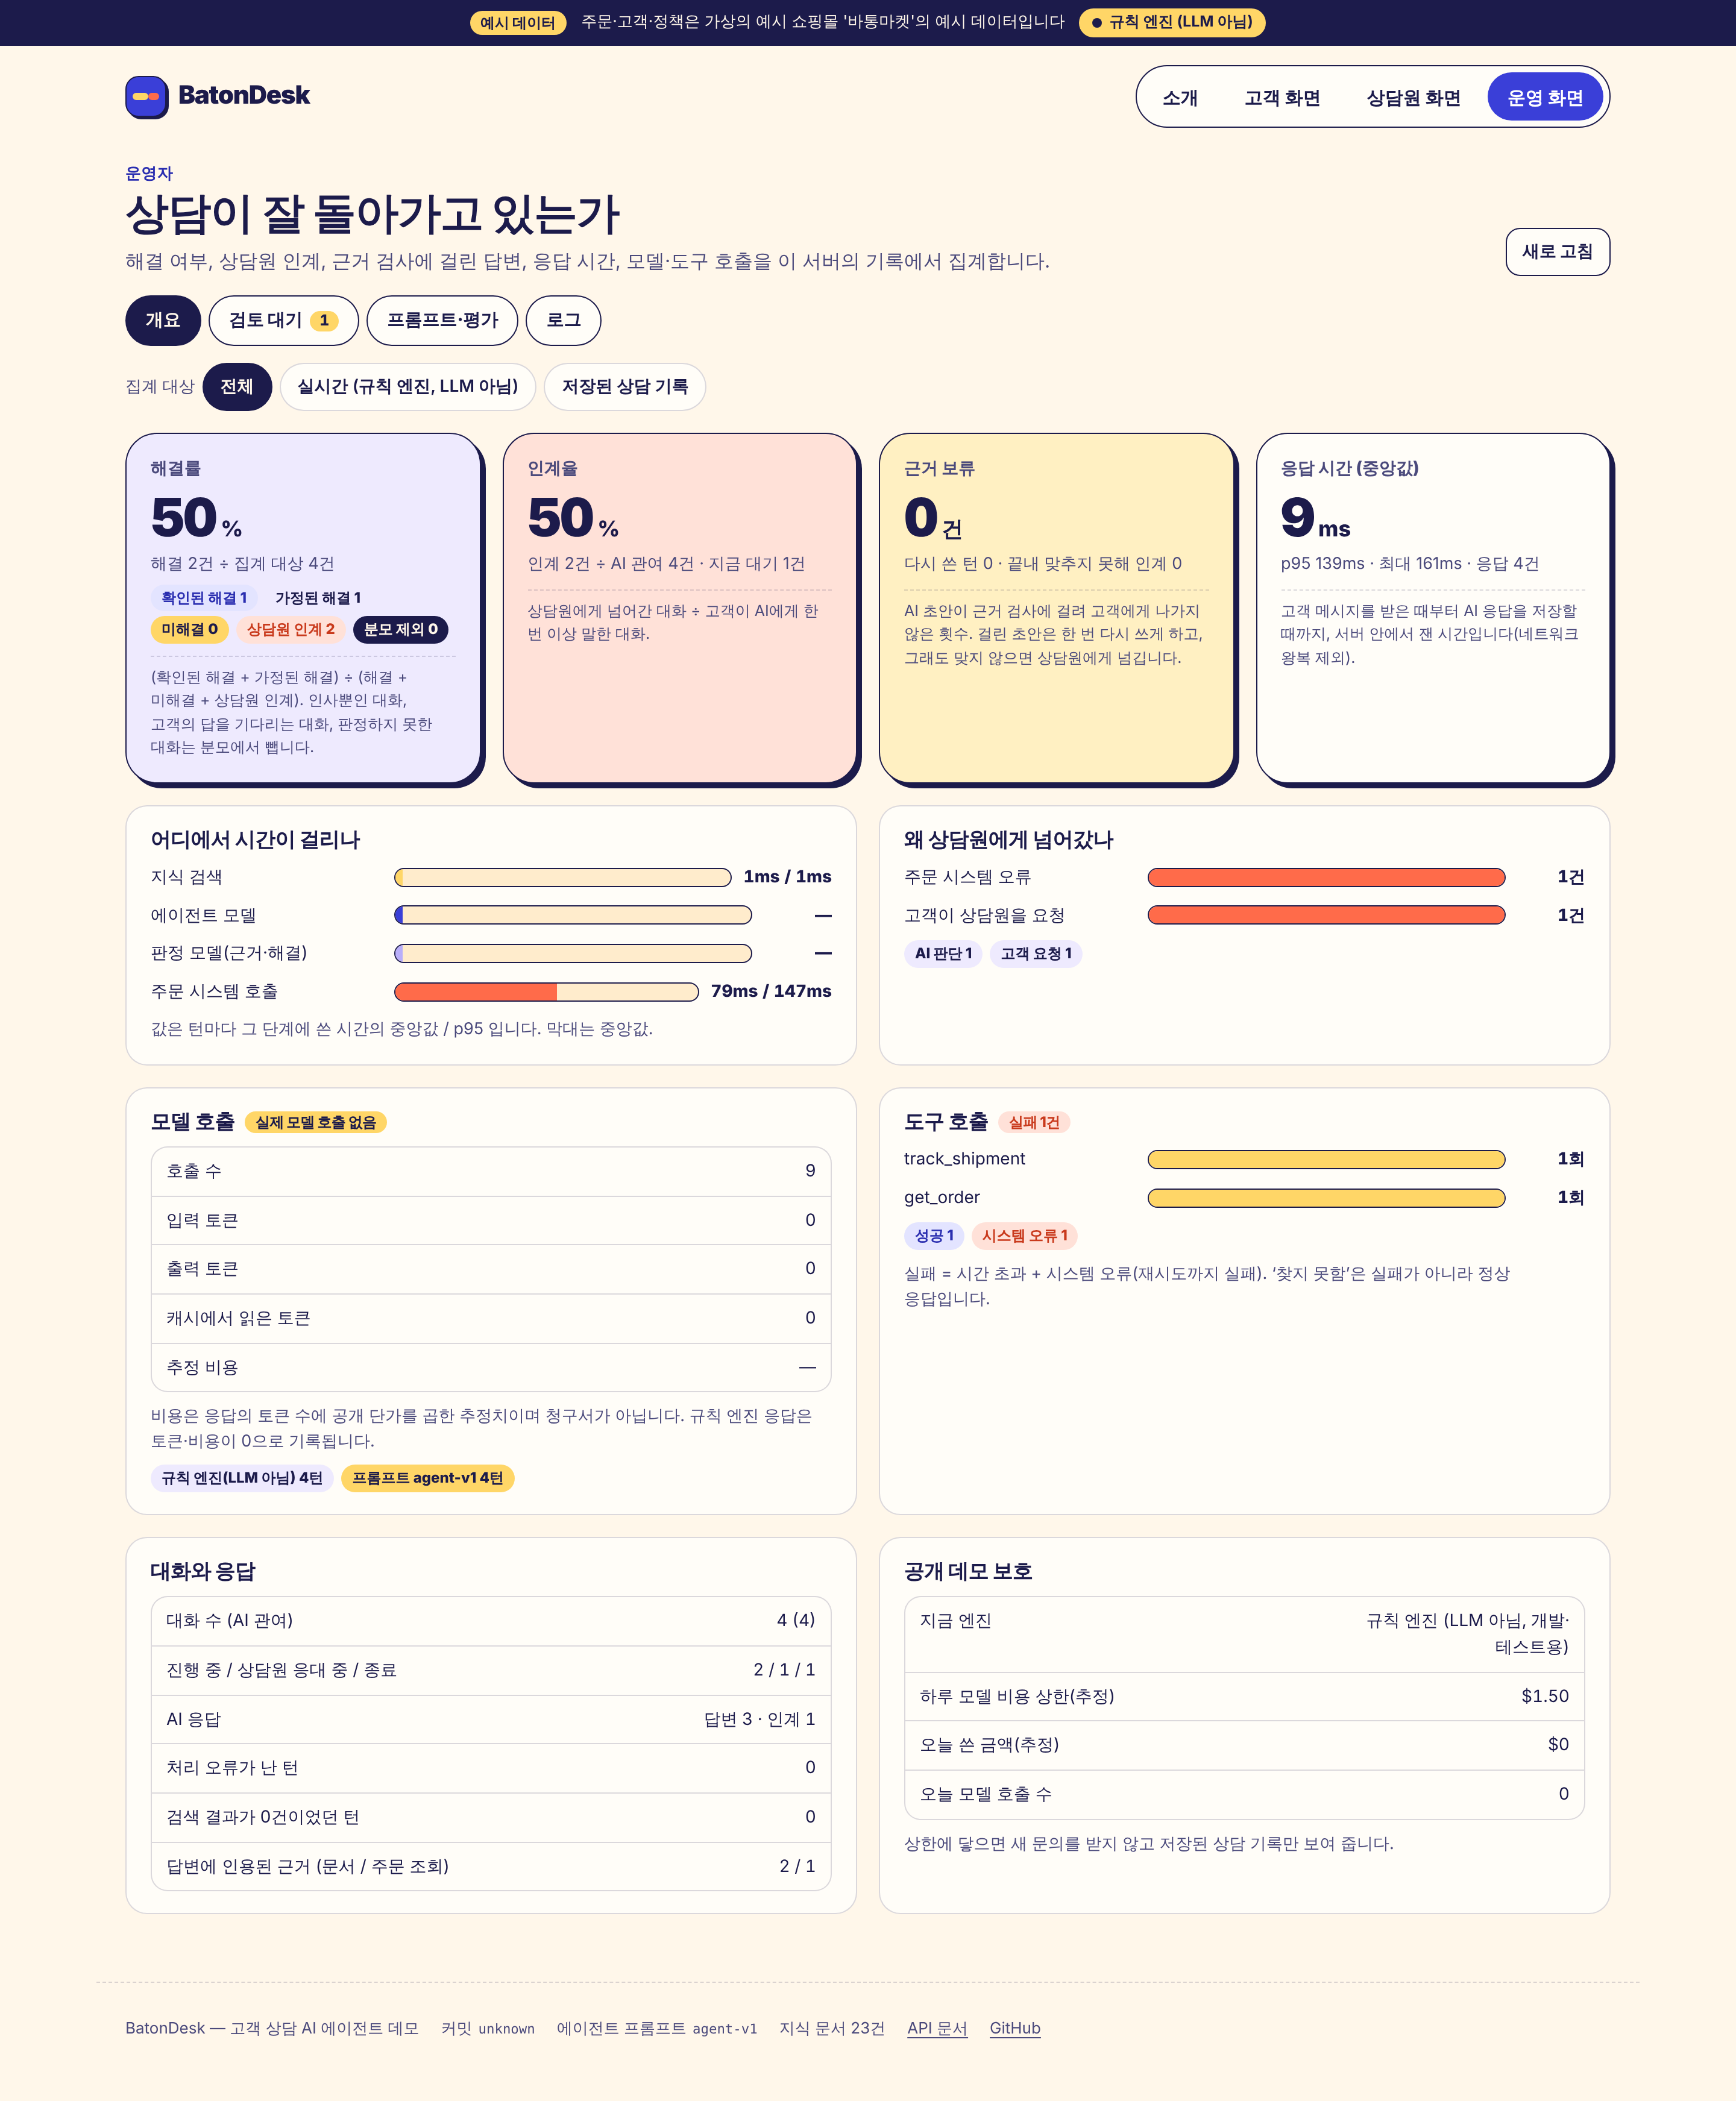 예시 데이터 주문·고객·정책은 가상의 예시 쇼핑몰 '바통마켓'의 예시 데이터입니다 ● 규칙 엔진 (LLM 아님)
BatonDesk
소개 고객 화면 상담원 화면 운영 화면
운영자
상담이 잘 돌아가고 있는가
해결 여부, 상담원 인계, 근거 검사에 걸린 답변, 응답 시간, 모델·도구 호출을 이 서버의 기록에서 집계합니다.
새로 고침
개요 검토 대기 1 프롬프트·평가 로그
집계 대상 전체 실시간 (규칙 엔진, LLM 아님) 저장된 상담 기록
해결률
50 %
해결 2건 ÷ 집계 대상 4건
확인된 해결 1 가정된 해결 1
미해결 0 상담원 인계 2 분모 제외 0
(확인된 해결 + 가정된 해결) ÷ (해결 +
미해결 + 상담원 인계). 인사뿐인 대화,
고객의 답을 기다리는 대화, 판정하지 못한
대화는 분모에서 뺍니다.
인계율
50 %
인계 2건 ÷ AI 관여 4건 · 지금 대기 1건
상담원에게 넘어간 대화 ÷ 고객이 AI에게 한
번 이상 말한 대화.
근거 보류
0 건
다시 쓴 턴 0 · 끝내 맞추지 못해 인계 0
AI 초안이 근거 검사에 걸려 고객에게 나가지
않은 횟수. 걸린 초안은 한 번 다시 쓰게 하고,
그래도 맞지 않으면 상담원에게 넘깁니다.
응답 시간 (중앙값)
9 ms
p95 139ms · 최대 161ms · 응답 4건
고객 메시지를 받은 때부터 AI 응답을 저장할
때까지, 서버 안에서 잰 시간입니다(네트워크
왕복 제외).
어디에서 시간이 걸리나
지식 검색 1ms / 1ms
에이전트 모델 —
판정 모델(근거·해결) —
주문 시스템 호출 79ms / 147ms
값은 턴마다 그 단계에 쓴 시간의 중앙값 / p95 입니다. 막대는 중앙값.
왜 상담원에게 넘어갔나
주문 시스템 오류 1건
고객이 상담원을 요청 1건
AI 판단 1 고객 요청 1
모델 호출 실제 모델 호출 없음
호출 수 9
입력 토큰 0
출력 토큰 0
캐시에서 읽은 토큰 0
추정 비용 —
비용은 응답의 토큰 수에 공개 단가를 곱한 추정치이며 청구서가 아닙니다. 규칙 엔진 응답은
토큰·비용이 0으로 기록됩니다.
규칙 엔진(LLM 아님) 4턴 프롬프트 agent-v1 4턴
도구 호출 실패 1건
track_shipment 1회
get_order 1회
성공 1 시스템 오류 1
실패 = 시간 초과 + 시스템 오류(재시도까지 실패). ‘찾지 못함’은 실패가 아니라 정상
응답입니다.
대화와 응답
대화 수 (AI 관여) 4 (4)
진행 중 / 상담원 응대 중 / 종료 2 / 1 / 1
AI 응답 답변 3 · 인계 1
처리 오류가 난 턴 0
검색 결과가 0건이었던 턴 0
답변에 인용된 근거 (문서 / 주문 조회) 2 / 1
공개 데모 보호
지금 엔진 규칙 엔진 (LLM 아님, 개발·
테스트용)
하루 모델 비용 상한(추정) $1.50
오늘 쓴 금액(추정) $0
오늘 모델 호출 수 0
상한에 닿으면 새 문의를 받지 않고 저장된 상담 기록만 보여 줍니다.
BatonDesk — 고객 상담 AI 에이전트 데모 커밋 unknown 에이전트 프롬프트 agent-v1 지식 문서 23건 API 문서 GitHub